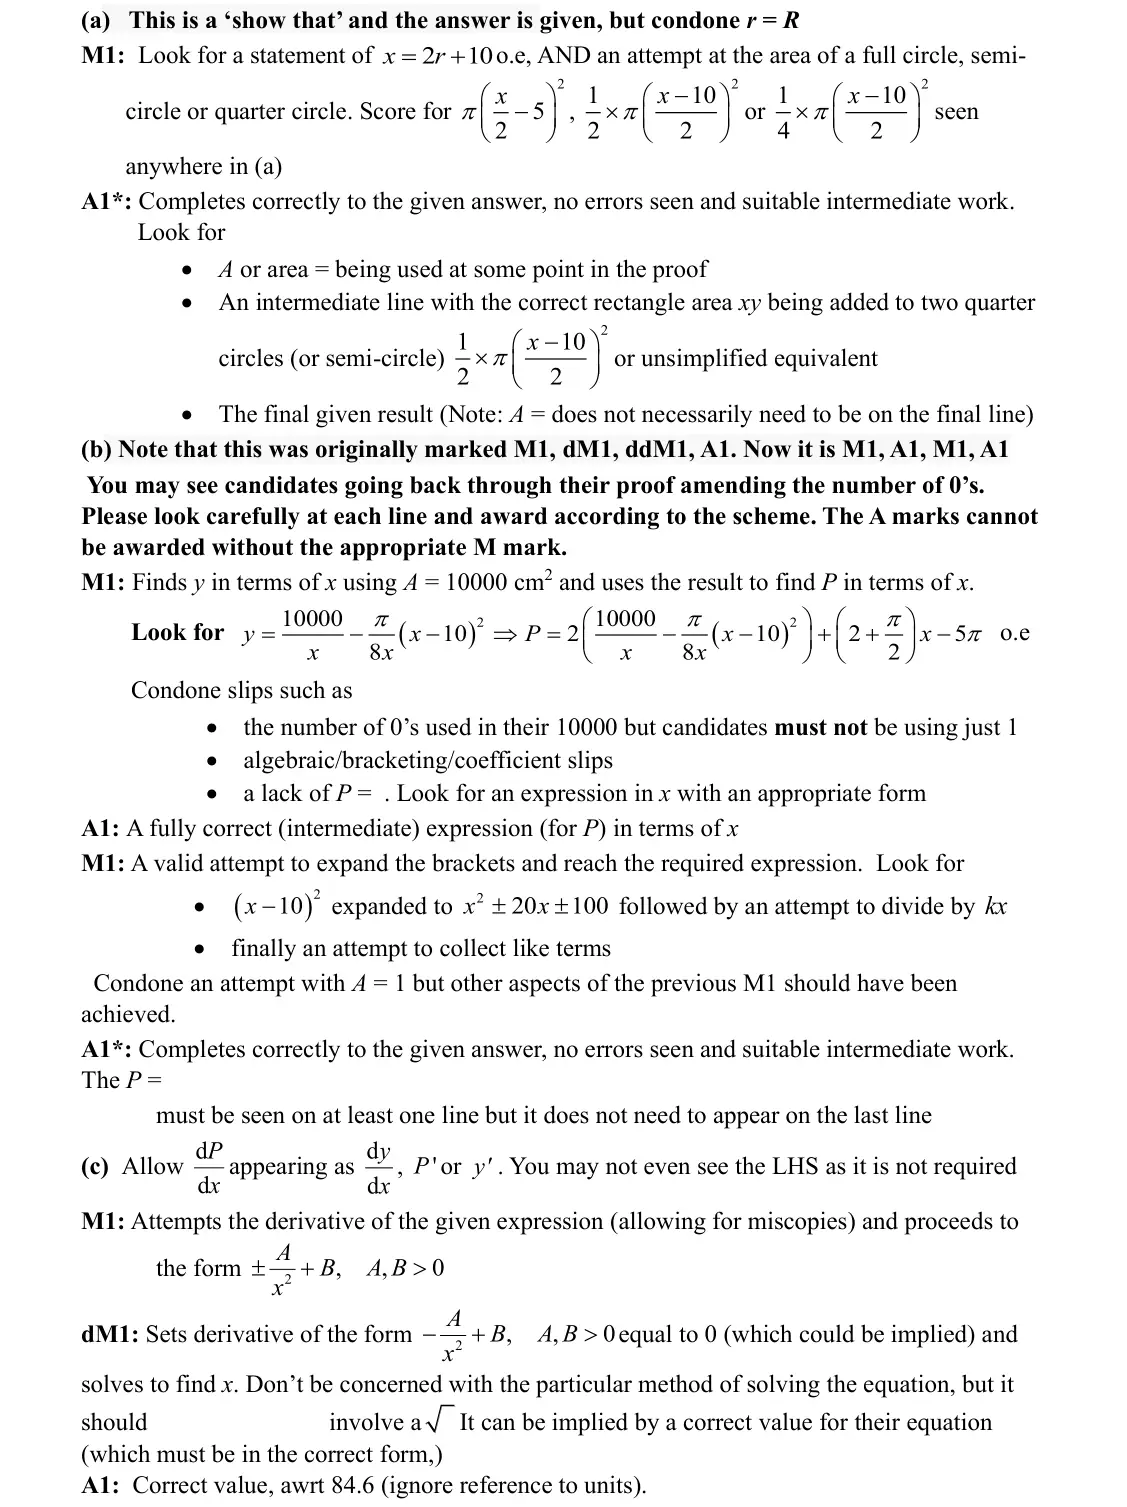 (a) This is a ‘show that’ and the answer is given, but condone r = R
M1: Look for a statement of x = 2r +10 o.e, AND an attempt at the area of a full circle, semi-
circle or quarter circle. Score for π(x/2 − 5)², 1/2 × π((x − 10)/2)² or 1/4 × π((x − 10)/2)² seen
anywhere in (a)
A1*: Completes correctly to the given answer, no errors seen and suitable intermediate work.
Look for
• A or area = being used at some point in the proof
• An intermediate line with the correct rectangle area xy being added to two quarter
circles (or semi-circle) 1/2 × π((x − 10)/2)² or unsimplified equivalent
• The final given result (Note: A = does not necessarily need to be on the final line)
(b) Note that this was originally marked M1, dM1, ddM1, A1. Now it is M1, A1, M1, A1
You may see candidates going back through their proof amending the number of 0’s.
Please look carefully at each line and award according to the scheme. The A marks cannot
be awarded without the appropriate M mark.
M1: Finds y in terms of x using A = 10000 cm² and uses the result to find P in terms of x.
Look for y = 10000/x − π/8x (x − 10)² ⇒ P = 2(10000/x − π/8x (x − 10)²) + (2 + π/2)x − 5π o.e
Condone slips such as
• the number of 0’s used in their 10000 but candidates must not be using just 1
• algebraic/bracketing/coefficient slips
• a lack of P = . Look for an expression in x with an appropriate form
A1: A fully correct (intermediate) expression (for P) in terms of x
M1: A valid attempt to expand the brackets and reach the required expression. Look for
• (x − 10)² expanded to x² ± 20x ± 100 followed by an attempt to divide by kx
• finally an attempt to collect like terms
Condone an attempt with A = 1 but other aspects of the previous M1 should have been
achieved.
A1*: Completes correctly to the given answer, no errors seen and suitable intermediate work.
The P =
must be seen on at least one line but it does not need to appear on the last line
(c) Allow dP/dx appearing as dy/dx, P' or y'. You may not even see the LHS as it is not required
M1: Attempts the derivative of the given expression (allowing for miscopies) and proceeds to
the form ± A/x² + B, A, B > 0
dM1: Sets derivative of the form − A/x² + B, A, B > 0 equal to 0 (which could be implied) and
solves to find x. Don’t be concerned with the particular method of solving the equation, but it
should involve a √ It can be implied by a correct value for their equation
(which must be in the correct form,)
A1: Correct value, awrt 84.6 (ignore reference to units).